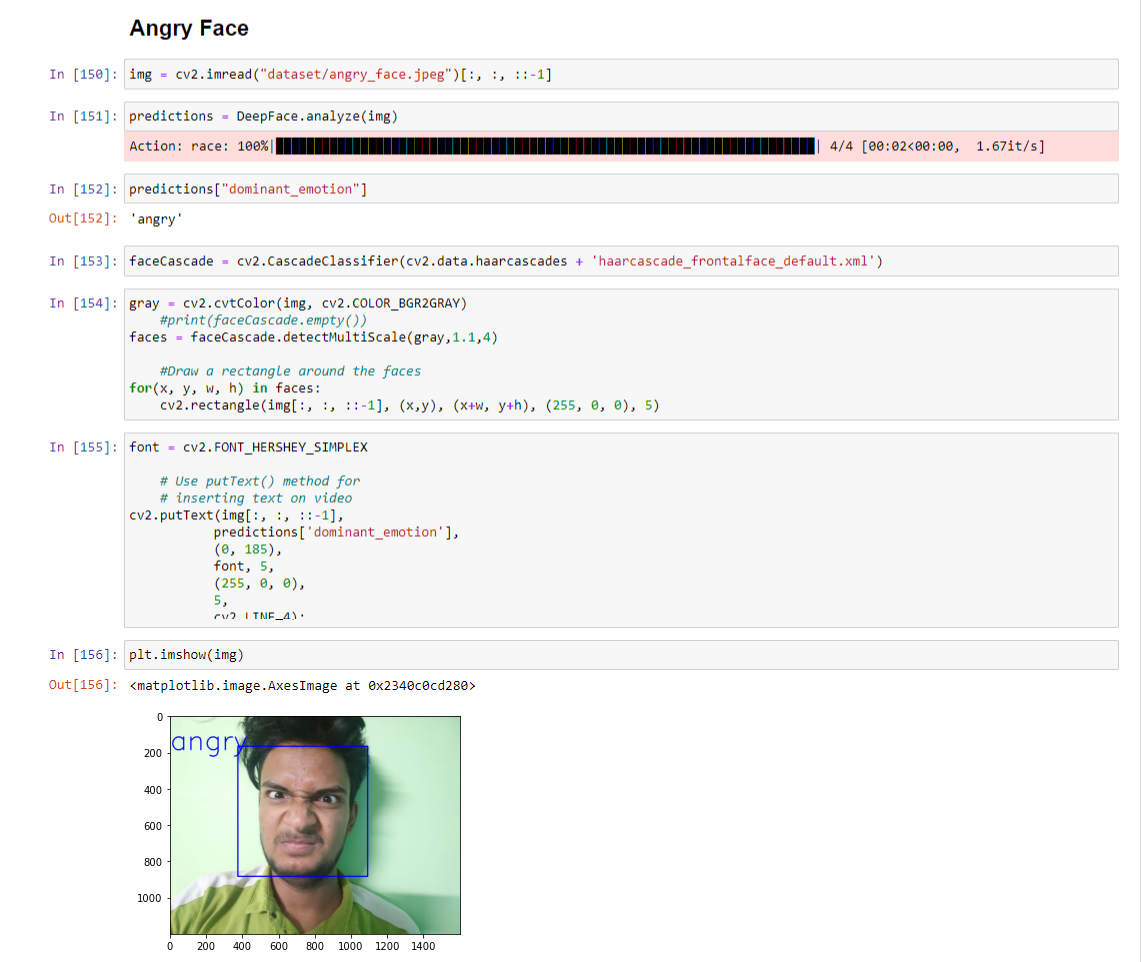 Angry Face
In [150]: img = cv2.imread("dataset/angry_face.jpeg")[:, :, ::-1]
In [151]: predictions = DeepFace.analyze(img)
Action: race: 100%| | 4/4 [00:02<00:00,  1.67it/s]
In [152]: predictions["dominant_emotion"]
Out[152]: 'angry'
In [153]: faceCascade = cv2.CascadeClassifier(cv2.data.haarcascades + 'haarcascade_frontalface_default.xml')
In [154]: gray = cv2.cvtColor(img, cv2.COLOR_BGR2GRAY)
    #print(faceCascade.empty())
faces = faceCascade.detectMultiScale(gray,1.1,4)
    #Draw a rectangle around the faces
for(x, y, w, h) in faces:
    cv2.rectangle(img[:, :, ::-1], (x,y), (x+w, y+h), (255, 0, 0), 5)
In [155]: font = cv2.FONT_HERSHEY_SIMPLEX
    # Use putText() method for
    # inserting text on video
cv2.putText(img[:, :, ::-1],
           predictions['dominant_emotion'],
           (0, 185),
           font, 5,
           (255, 0, 0),
           5,
           cv2.LINE_4);
In [156]: plt.imshow(img)
Out[156]: <matplotlib.image.AxesImage at 0x2340c0cd280>
0
angry
200
400
600
800
1000
0 200 400 600 800 1000 1200 1400